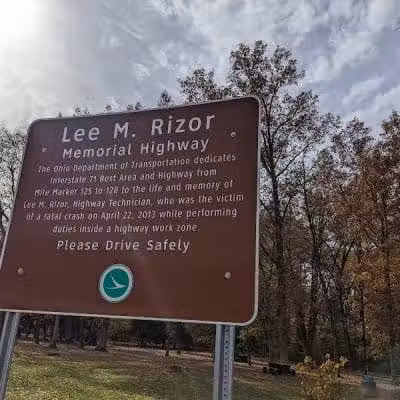 Lee M. Rizor
Memorial Highway
The Ohio Department of Transportation dedicates
Interstate 71 Rest Area and Highway from
Mile Marker 125 to 128 to the life and memory of
Lee M. Rizor, Highway Technician, who was the victim
of a fatal crash on April 22, 2013 while performing
duties inside a highway work zone.
Please Drive Safely